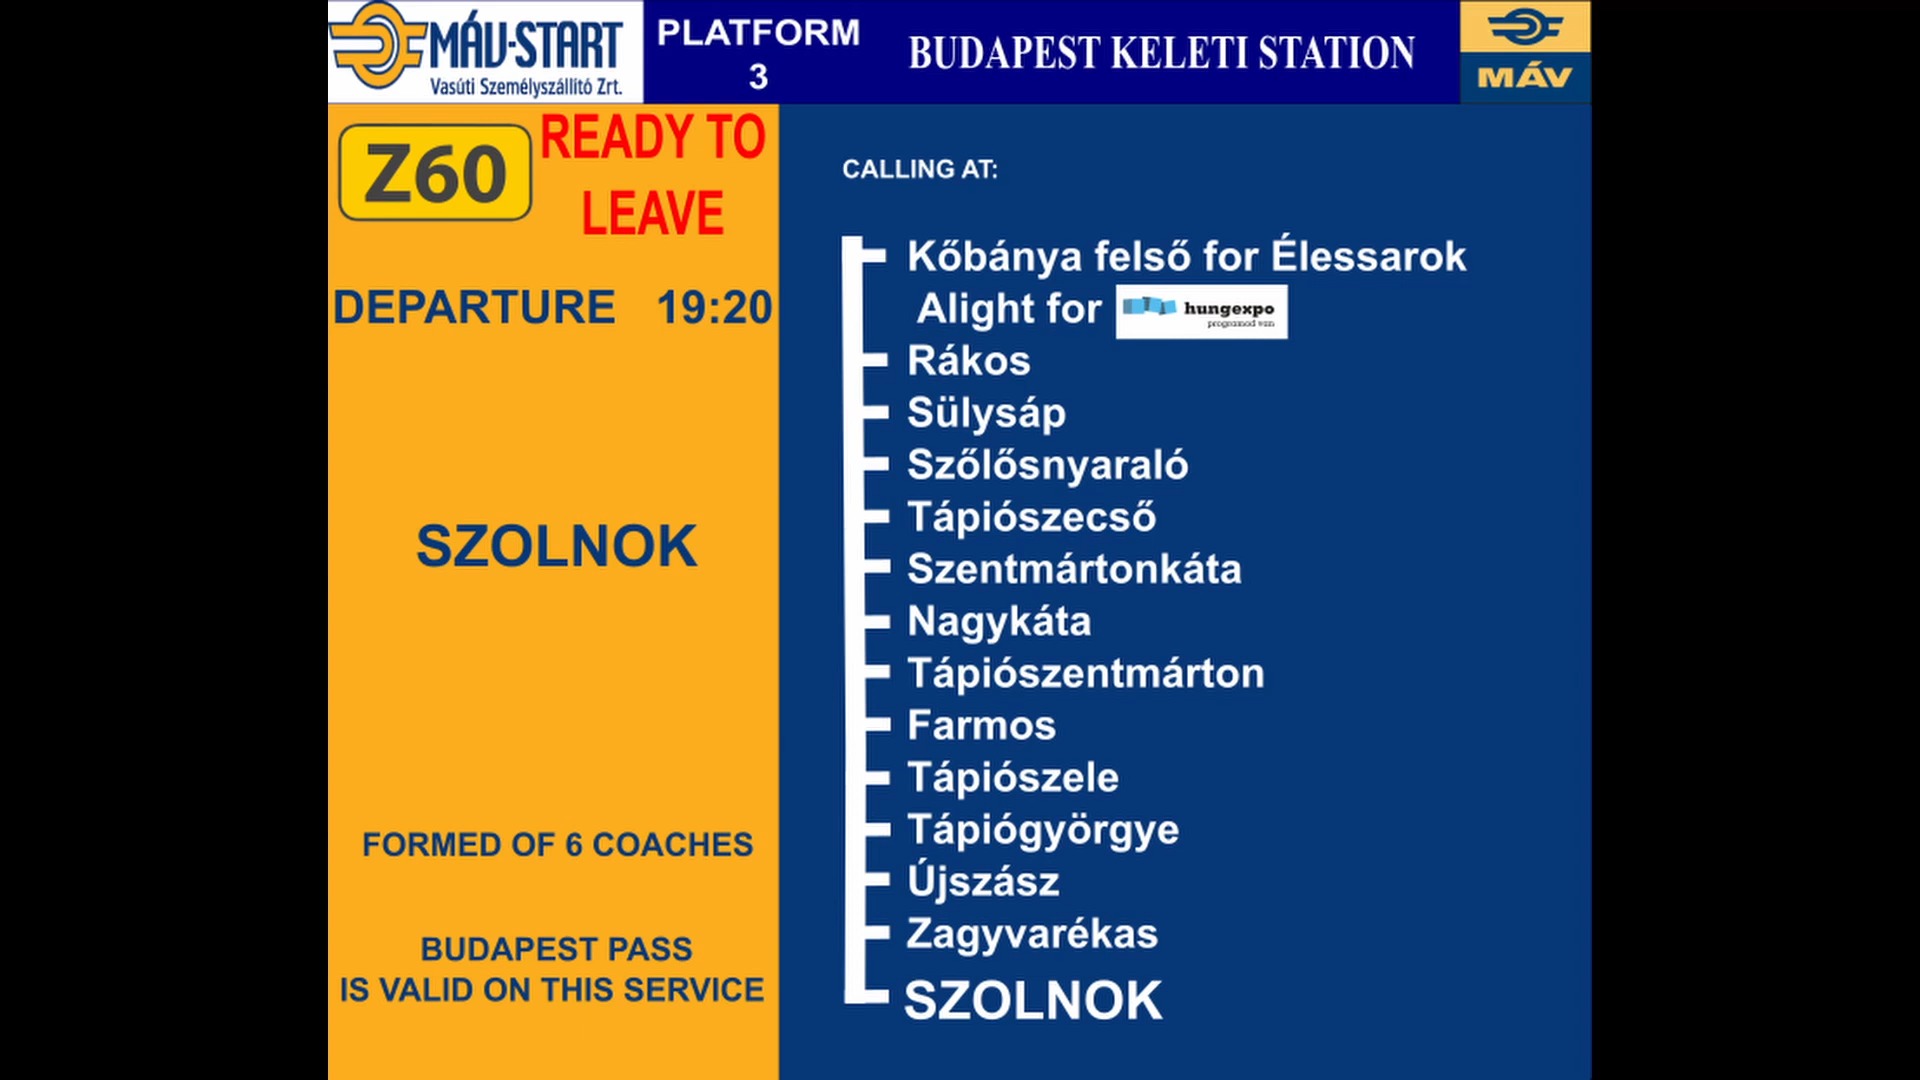 MÁV-START
Vasúti Személyszállító Zrt.
PLATFORM
3
BUDAPEST KELETI STATION
MÁV
Z60
READY TO
LEAVE
DEPARTURE 19:20
SZOLNOK
FORMED OF 6 COACHES
BUDAPEST PASS
IS VALID ON THIS SERVICE
CALLING AT:
Kőbánya felső for Élessarok
Alight for hungexpo
programod van
Rákos
Sülysáp
Szőlősnyaraló
Tápiószecső
Szentmártonkáta
Nagykáta
Tápiószentmárton
Farmos
Tápiószele
Tápiógyörgye
Újszász
Zagyvarékas
SZOLNOK